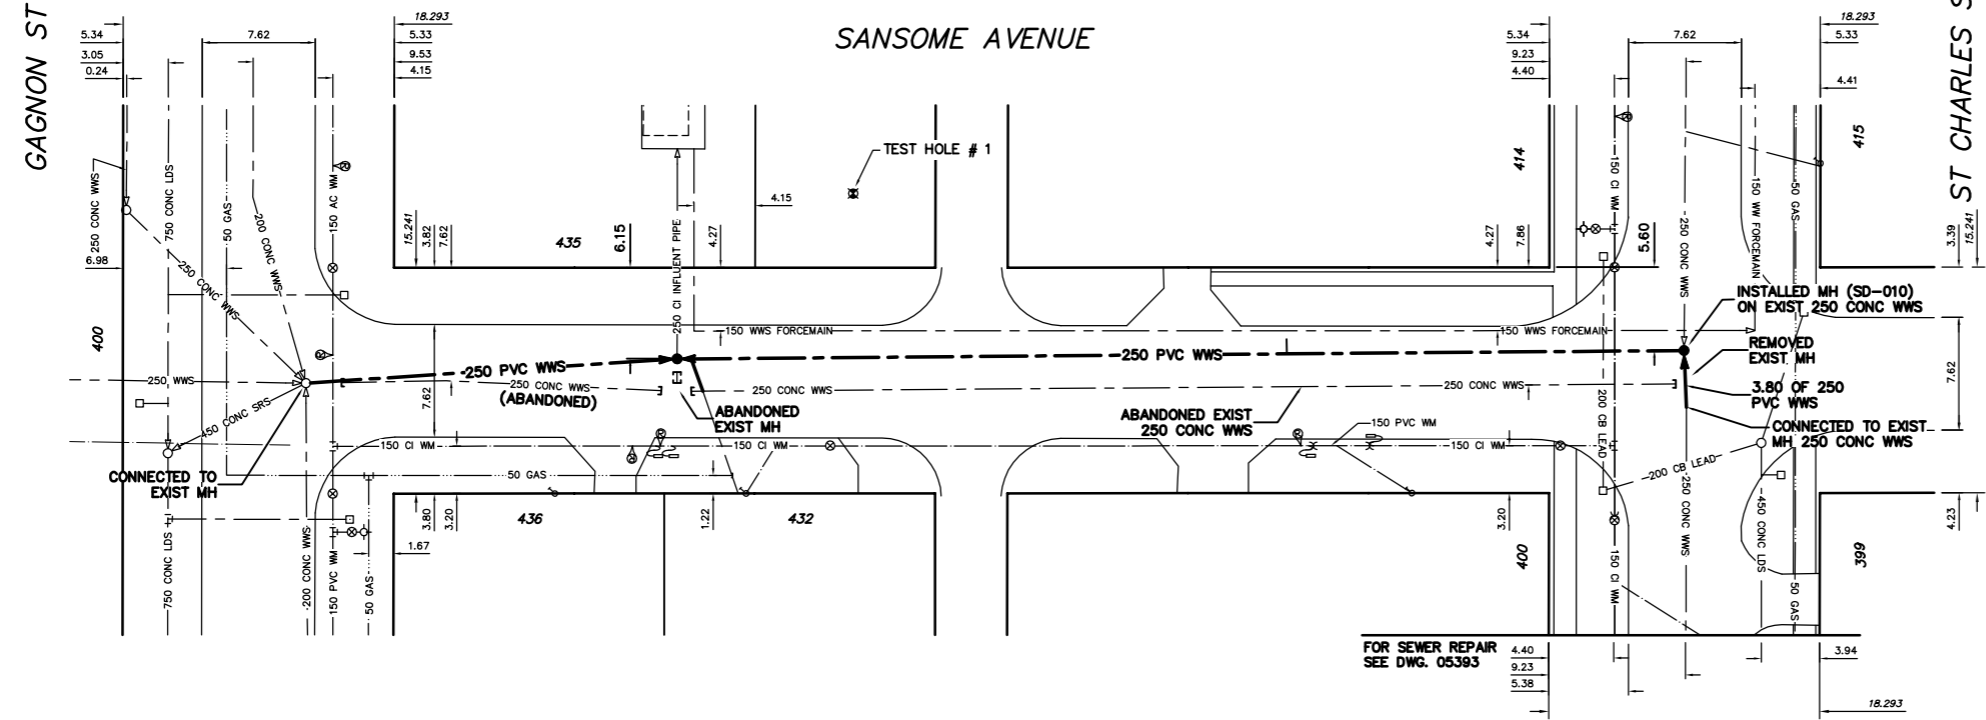 GAGNON ST
SANSOME AVENUE
ST CHARLES S
5.34
3.05
0.24
7.62
18.293
5.33
9.53
4.15
5.34
9.23
4.40
7.62
18.293
5.33
4.41
250 CONC WWS
750 CONC LDS
50 GAS
200 CONC WWS
150 AC WM
250 CONC WWS
6.98
400
15.241
3.82
7.62
435
6.15
250 CI INFLUENT PIPE
4.27
4.15
TEST HOLE # 1
414
4.27
7.86
5.60
150 CI WM
250 CONC WWS
150 WW FORCEMAIN
50 GAS
415
3.39
15.241
INSTALLED MH (SD-010)
ON EXIST 250 CONC WWS
150 WWS FORCEMAIN
150 WWS FORCEMAIN
REMOVED
EXIST MH
250 PVC WWS
250 PVC WWS
250 WWS
250 CONC WWS
(ABANDONED)
250 CONC WWS
250 CONC WWS
7.62
7.62
3.80 OF 250
PVC WWS
450 CONC SRS
ABANDONED
EXIST MH
ABANDONED EXIST
250 CONC WWS
200 CB LEAD
150 PVC WM
CONNECTED TO EXIST
MH 250 CONC WWS
150 CI WM
150 CI WM
150 CI WM
CONNECTED TO
EXIST MH
50 GAS
200 CB LEAD
436
432
3.80
3.20
1.22
3.20
400
399
4.23
1.67
750 CONC LDS
200 CONC WWS
150 PVC WM
50 GAS
150 CI WM
250 CONC WWS
450 CONC LDS
50 GAS
FOR SEWER REPAIR
SEE DWG. 05393
4.40
9.23
5.38
3.94
18.293